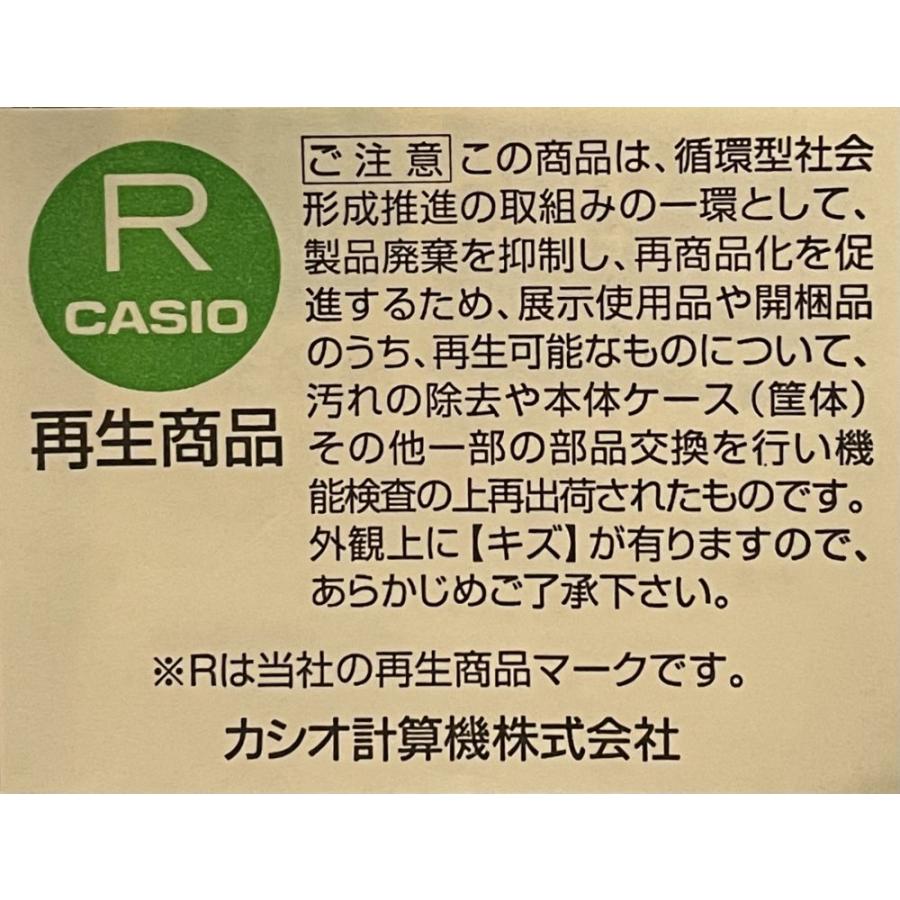 R
CASIO
再生商品
ご注意 この商品は、循環型社会
形成推進の取組みの一環として、
製品廃棄を抑制し、再商品化を促
進するため、展示使用品や開梱品
のうち、再生可能なものについて、
汚れの除去や本体ケース（筐体）
その他一部の部品交換を行い機
能検査の上再出荷されたものです。
外観上に【キズ】が有りますので、
あらかじめご了承下さい。
※Rは当社の再生商品マークです。
カシオ計算機株式会社